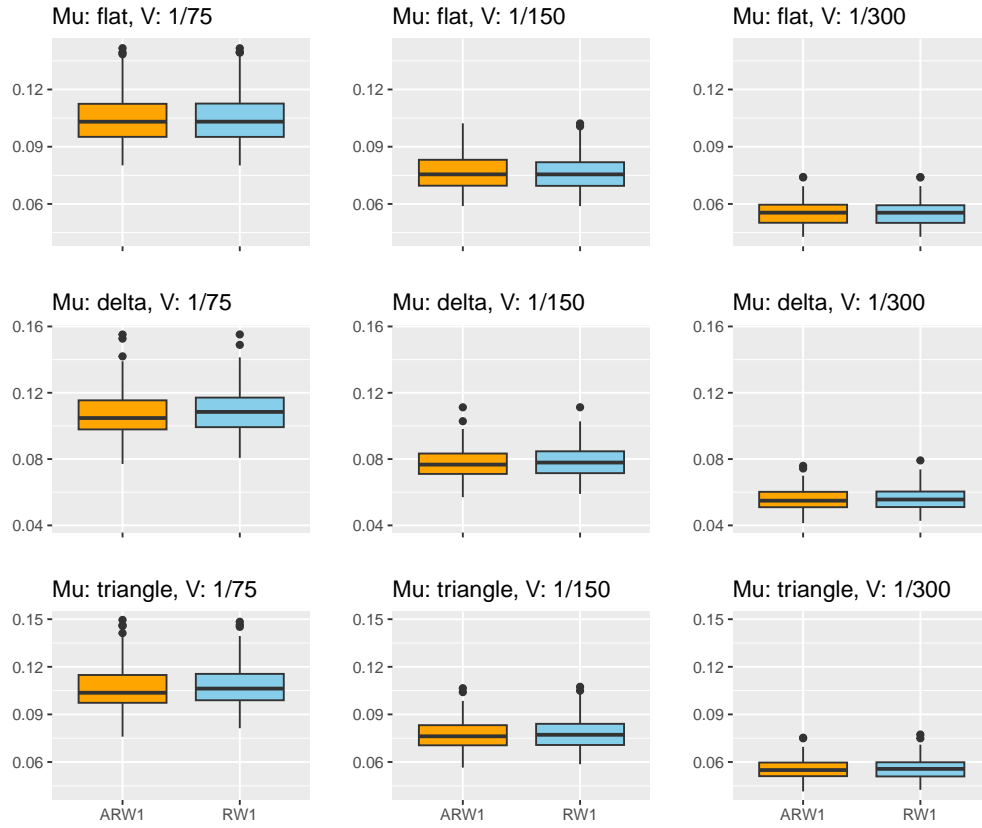 Mu: flat, V: 1/75
Mu: flat, V: 1/150
Mu: flat, V: 1/300
0.12
0.09
0.06
0.12
0.09
0.06
0.12
0.09
0.06
Mu: delta, V: 1/75
Mu: delta, V: 1/150
Mu: delta, V: 1/300
0.16
0.12
0.08
0.04
0.16
0.12
0.08
0.04
0.16
0.12
0.08
0.04
Mu: triangle, V: 1/75
Mu: triangle, V: 1/150
Mu: triangle, V: 1/300
0.15
0.12
0.09
0.06
0.15
0.12
0.09
0.06
0.15
0.12
0.09
0.06
ARW1 RW1
ARW1 RW1
ARW1 RW1